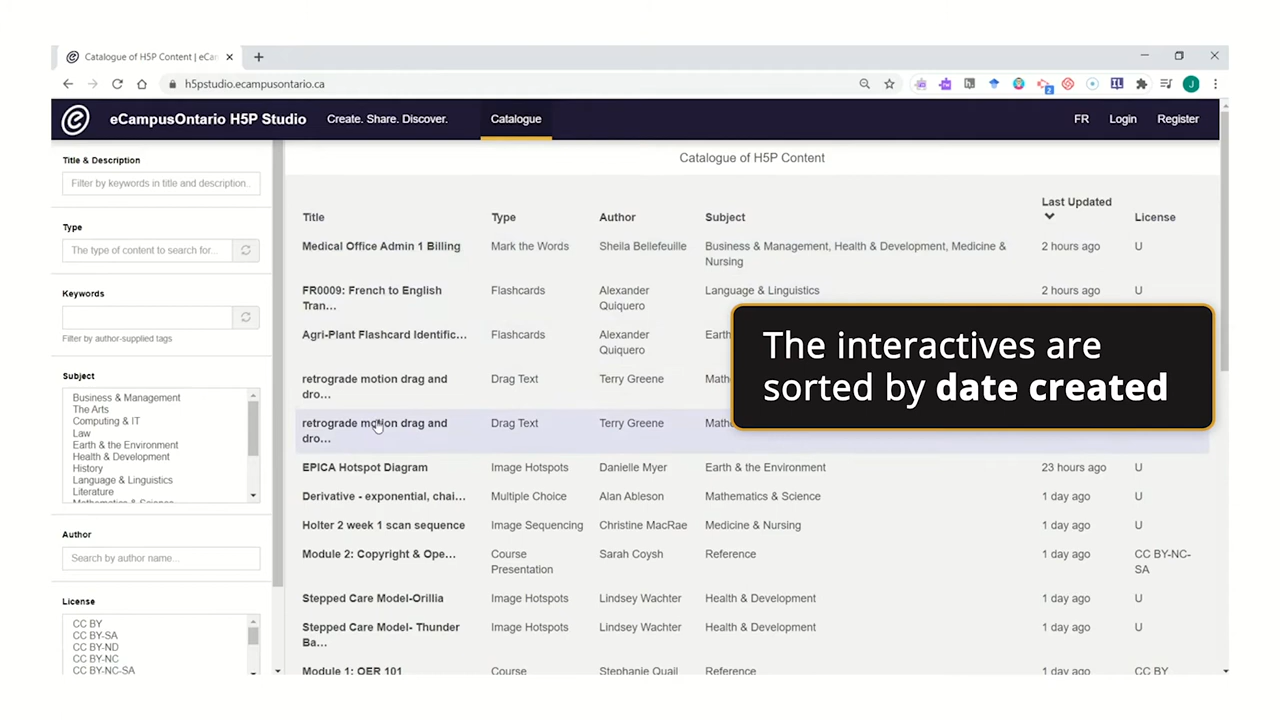 Catalogue of H5P Content | eCam
h5pstudio.ecampusontario.ca
eCampusOntario H5P Studio Create. Share. Discover. Catalogue FR Login Register
Title & Description
Filter by keywords in title and description..
Type
The type of content to search for...
Keywords
Filter by author-supplied tags
Subject
Business & Management
The Arts
Computing & IT
Law
Earth & the Environment
Health & Development
History
Language & Linguistics
Literature
Mathematics & Science
Author
Search by author name...
License
CC BY
CC BY-SA
CC BY-ND
CC BY-NC
CC BY-NC-SA
Catalogue of H5P Content
Title Type Author Subject Last Updated License
Medical Office Admin 1 Billing Mark the Words Sheila Bellefeuille Business & Management, Health & Development, Medicine & 2 hours ago U
Nursing
FR0009: French to English Flashcards Alexander Language & Linguistics 2 hours ago U
Tran... Quiquero
Agri-Plant Flashcard Identific... Flashcards Alexander Earth
Quiquero
retrograde motion drag and Drag Text Terry Greene Mathe
dro...
retrograde motion drag and Drag Text Terry Greene Mathe
dro...
EPICA Hotspot Diagram Image Hotspots Danielle Myer Earth & the Environment 23 hours ago U
Derivative - exponential, chai... Multiple Choice Alan Ableson Mathematics & Science 1 day ago U
Holter 2 week 1 scan sequence Image Sequencing Christine MacRae Medicine & Nursing 1 day ago U
Module 2: Copyright & Ope... Course Sarah Coysh Reference 1 day ago CC BY-NC-
Presentation SA
Stepped Care Model-Orillia Image Hotspots Lindsey Wachter Health & Development 1 day ago U
Stepped Care Model- Thunder Image Hotspots Lindsey Wachter Health & Development 1 day ago U
Ba...
Module 1: OER 101 Course Stephanie Quail Reference 1 day ago CC BY
The interactives are
sorted by date created